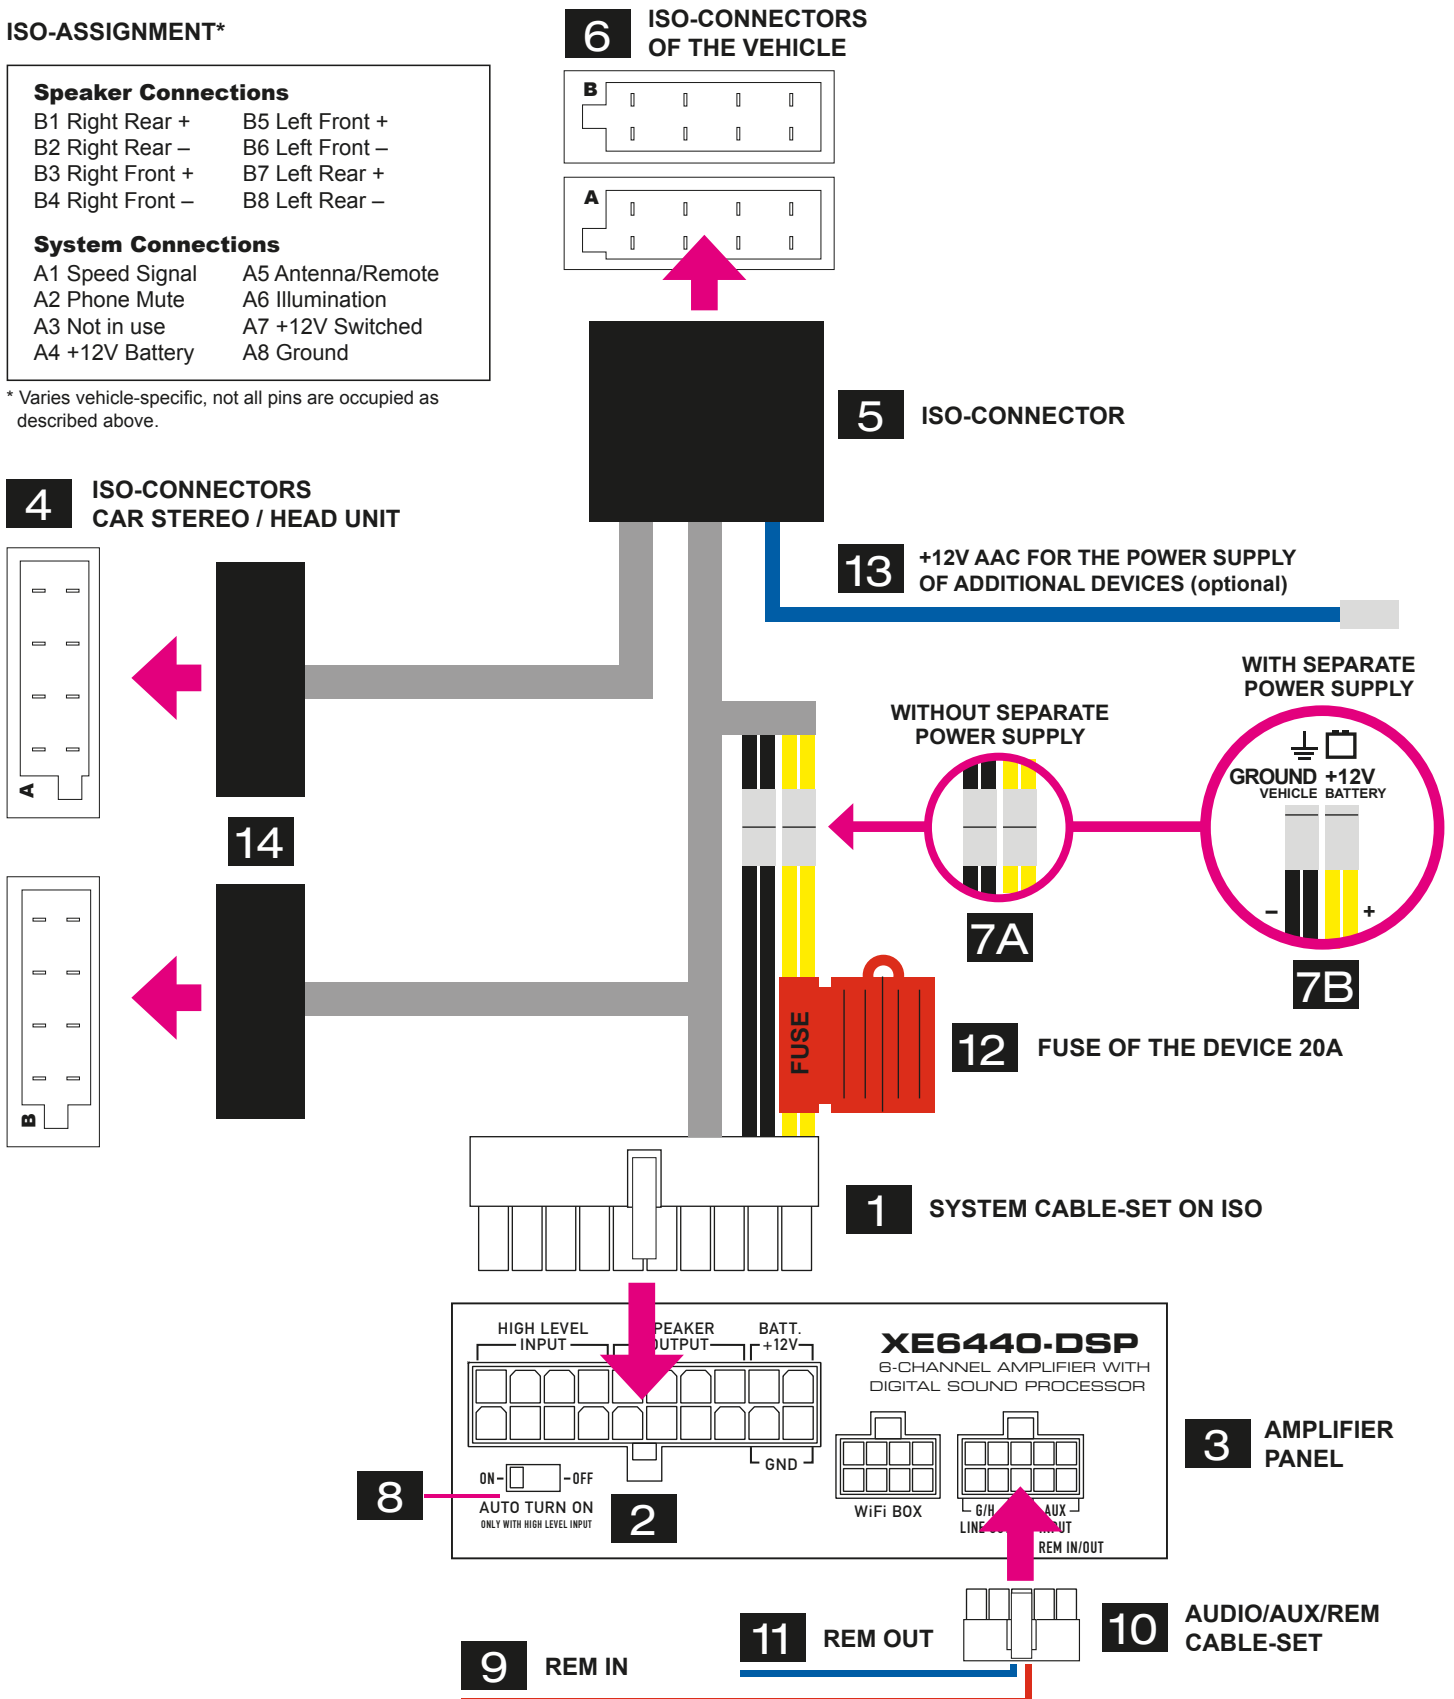 ISO-ASSIGNMENT*
Speaker Connections
B1 Right Rear + B5 Left Front +
B2 Right Rear – B6 Left Front –
B3 Right Front + B7 Left Rear +
B4 Right Front – B8 Left Rear –
System Connections
A1 Speed Signal A5 Antenna/Remote
A2 Phone Mute A6 Illumination
A3 Not in use A7 +12V Switched
A4 +12V Battery A8 Ground
* Varies vehicle-specific, not all pins are occupied as
described above.
6 ISO-CONNECTORS
OF THE VEHICLE
B
A
5 ISO-CONNECTOR
4 ISO-CONNECTORS
CAR STEREO / HEAD UNIT
A
14
B
13 +12V AAC FOR THE POWER SUPPLY
OF ADDITIONAL DEVICES (optional)
WITHOUT SEPARATE
POWER SUPPLY
7A
WITH SEPARATE
POWER SUPPLY
GROUND +12V
VEHICLE BATTERY
– +
7B
FUSE
12 FUSE OF THE DEVICE 20A
1 SYSTEM CABLE-SET ON ISO
HIGH LEVEL
INPUT
PEAKER
OUTPUT
BATT.
+12V
GND
XE6440-DSP
6-CHANNEL AMPLIFIER WITH
DIGITAL SOUND PROCESSOR
3 AMPLIFIER
PANEL
8
ON- -OFF
AUTO TURN ON
ONLY WITH HIGH LEVEL INPUT
2
WiFi BOX
G/H AUX
LINE
REM IN/OUT
10 AUDIO/AUX/REM
CABLE-SET
11 REM OUT
9 REM IN